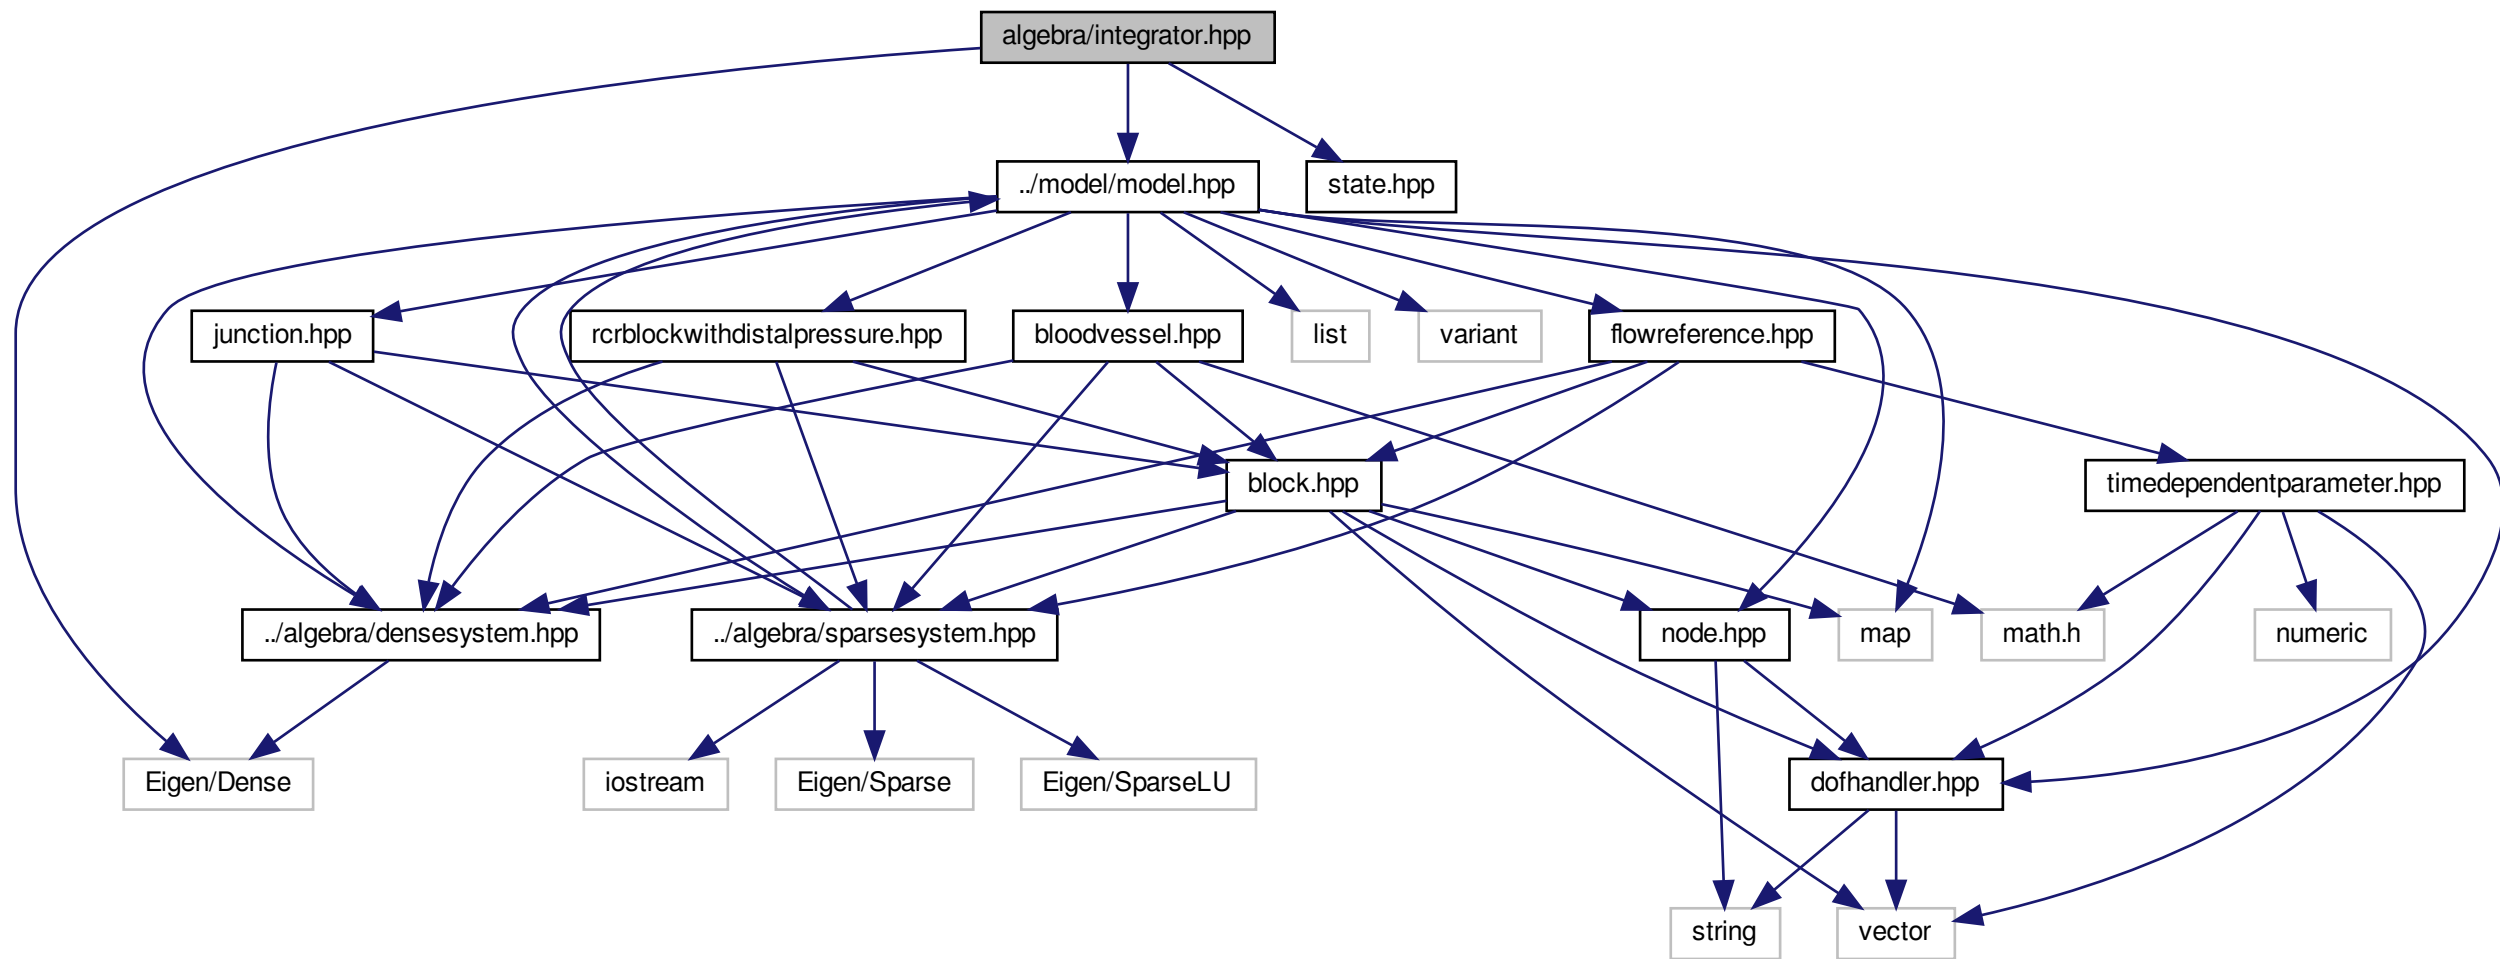 algebra/integrator.hpp
../model/model.hpp
state.hpp
junction.hpp
rcrblockwithdistalpressure.hpp
bloodvessel.hpp
list
variant
flowreference.hpp
block.hpp
timedependentparameter.hpp
../algebra/densesystem.hpp
../algebra/sparsesystem.hpp
node.hpp
map
math.h
numeric
Eigen/Dense
iostream
Eigen/Sparse
Eigen/SparseLU
dofhandler.hpp
string
vector